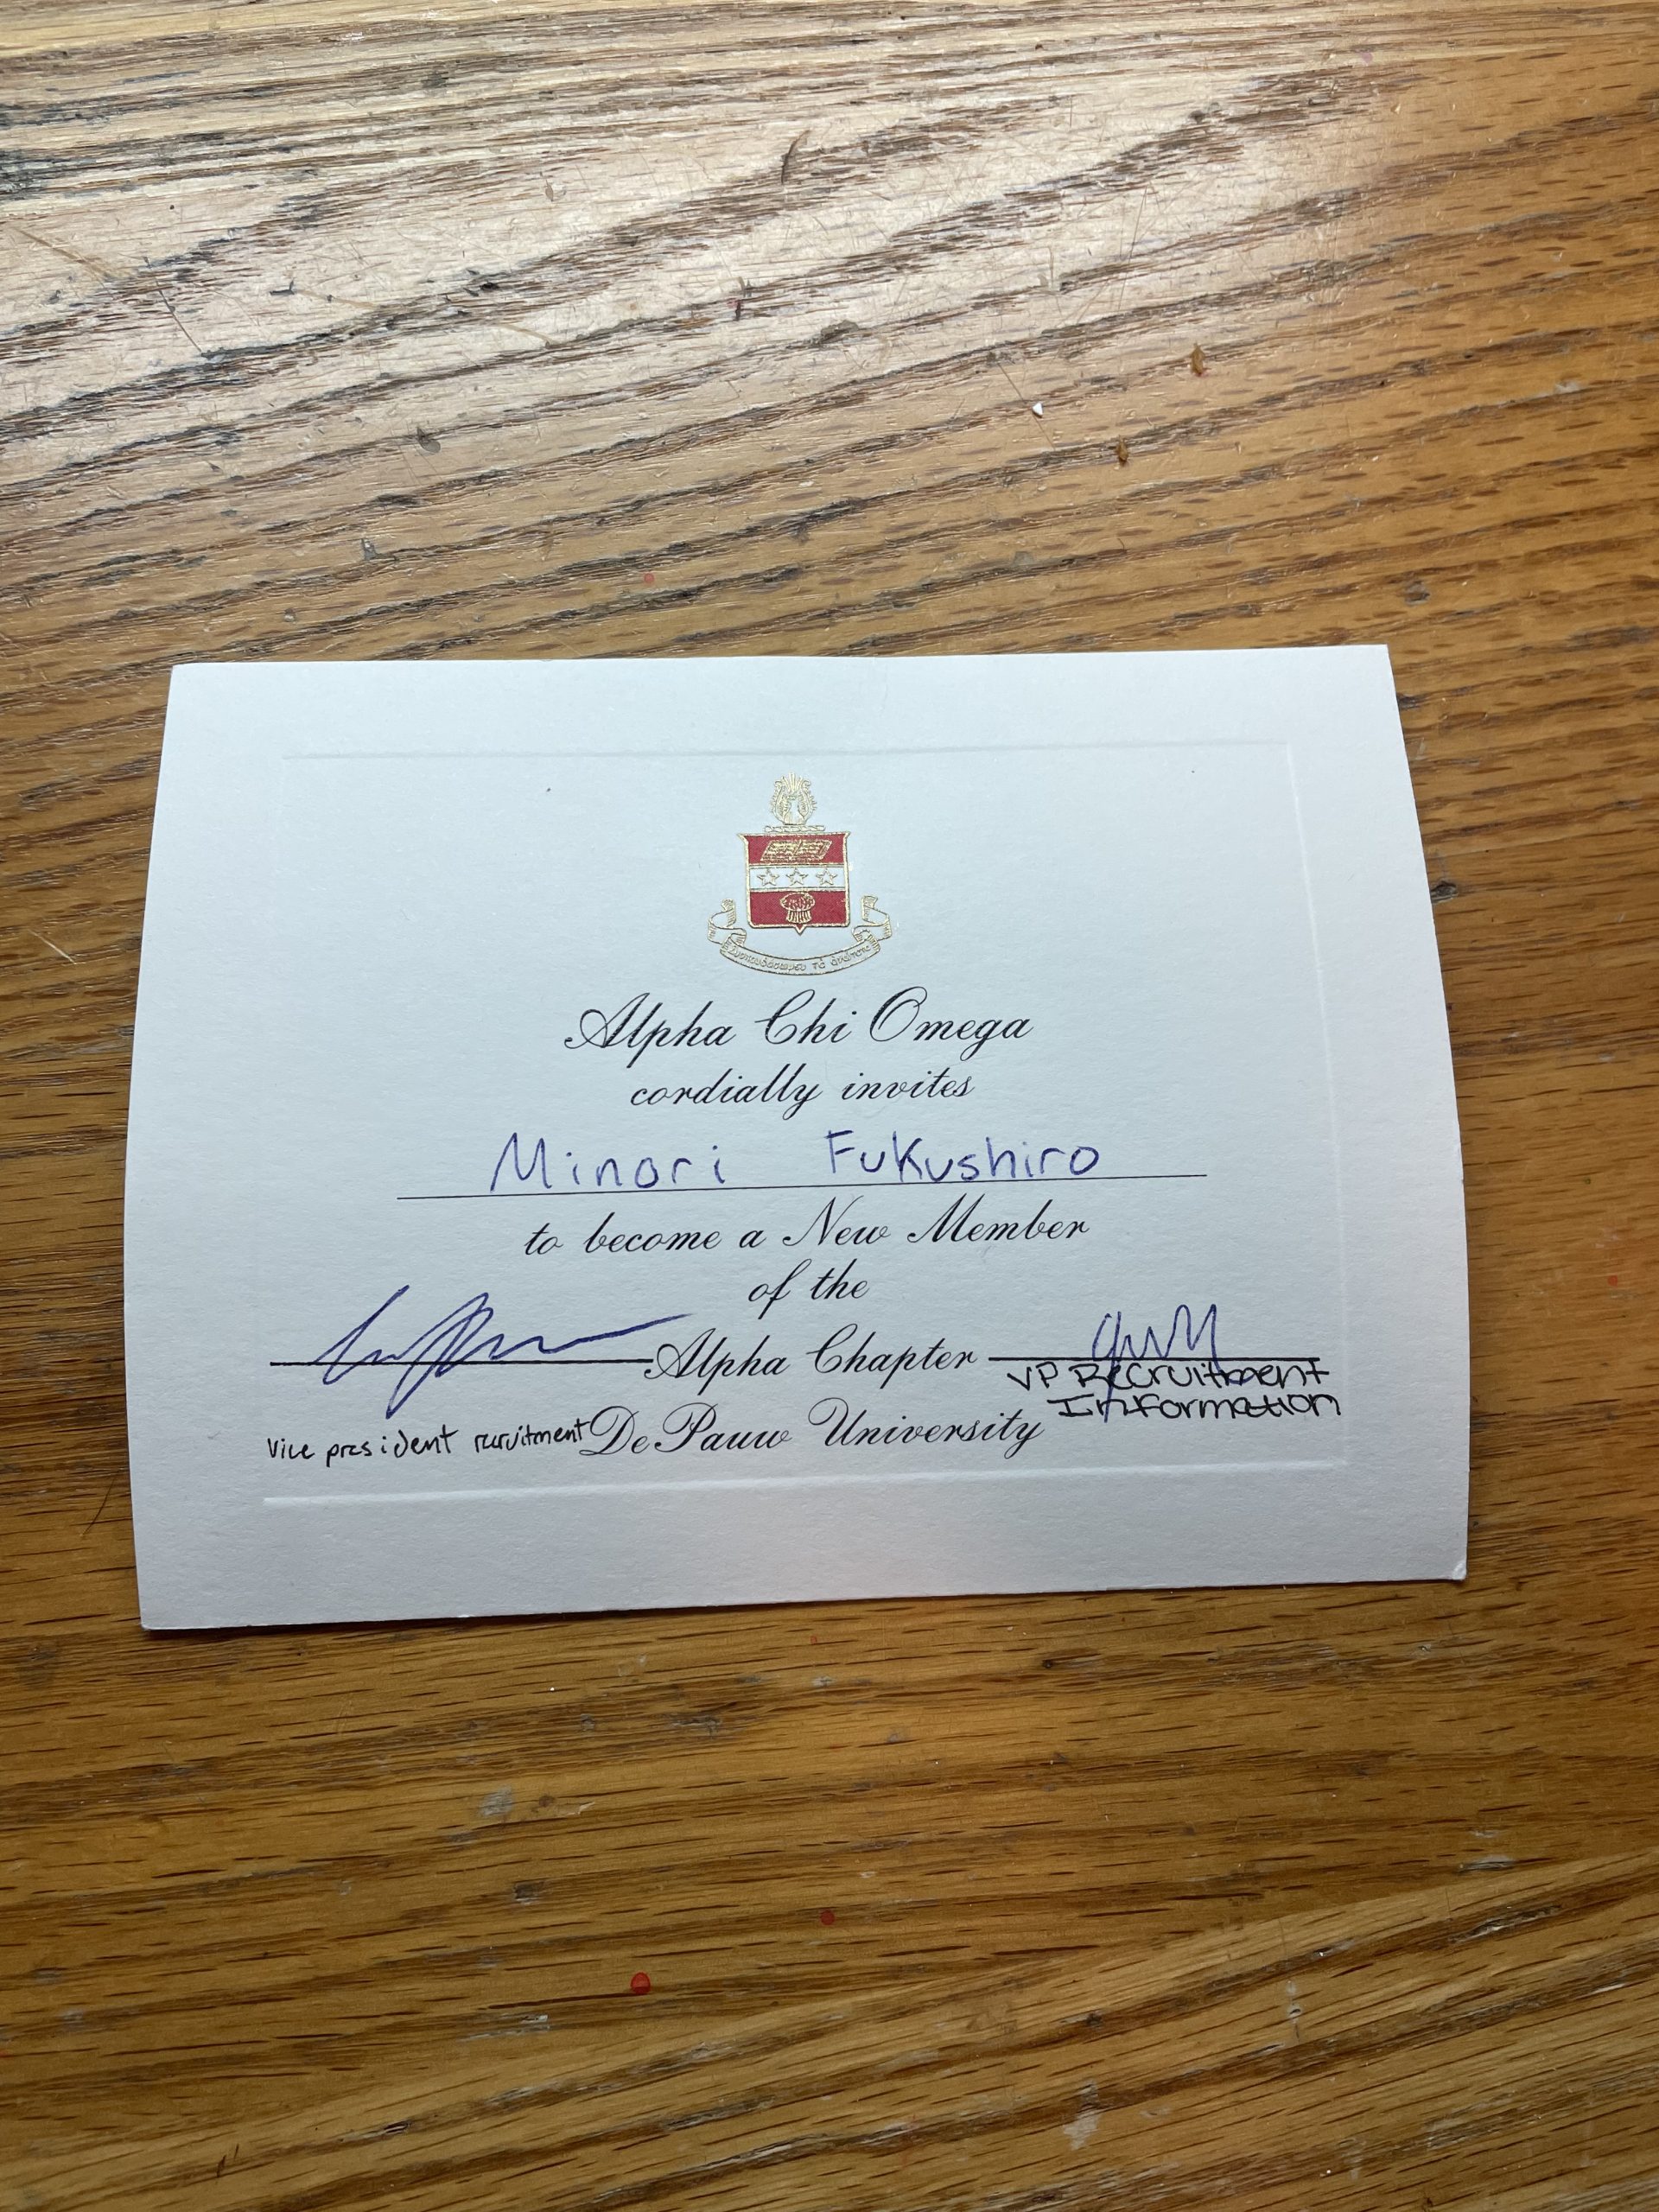 Alpha Chi Omega
cordially invites
Minori Fukushiro
to become a New Member
of the
Alpha Chapter
VP Recruitment
Information
Vice president recruitment
DePauw University